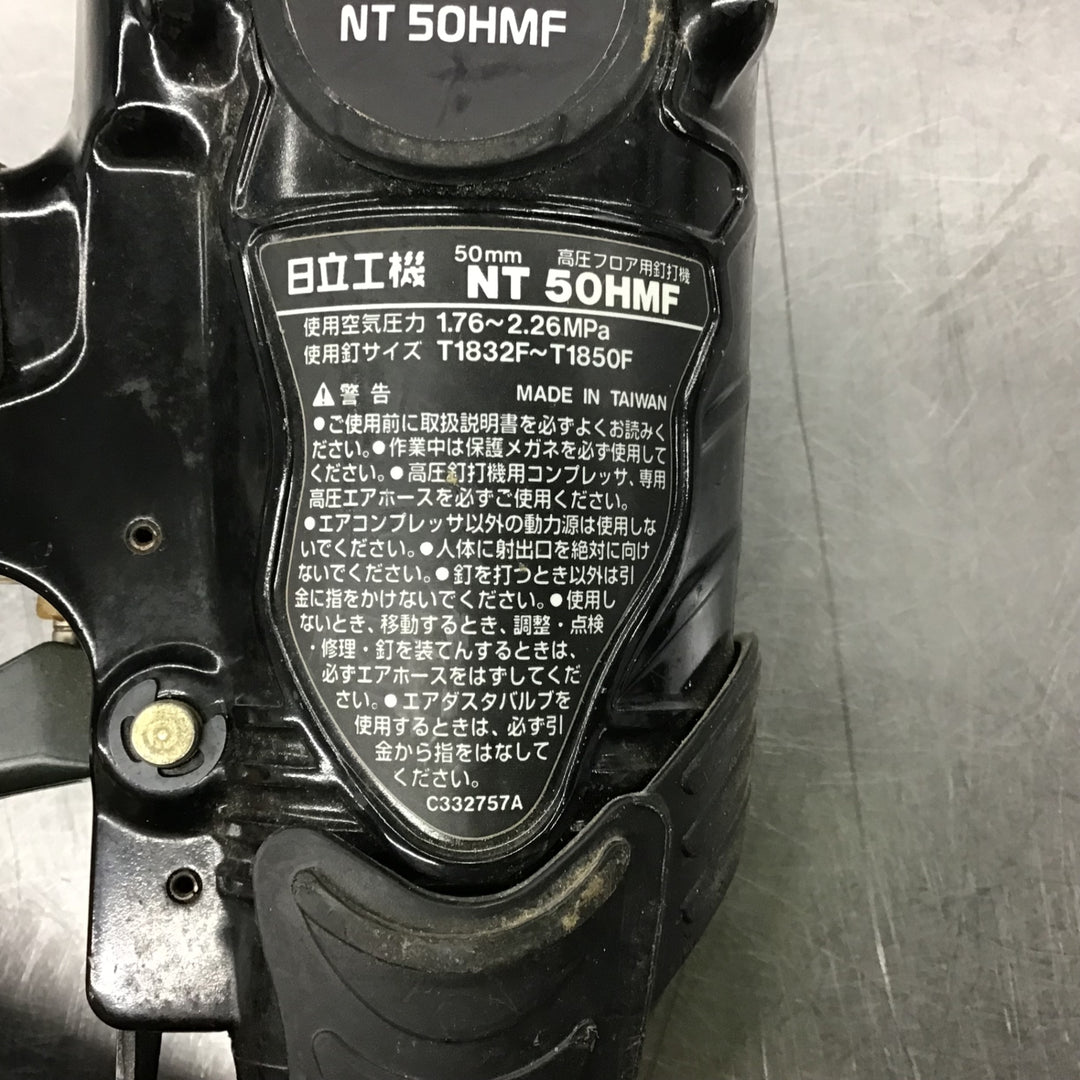 NT 50HMF
日立工機 50mm 高圧フロア用釘打機
NT 50HMF
使用空気圧力 1.76～2.26MPa
使用釘サイズ T1832F～T1850F
⚠警告 MADE IN TAIWAN
●ご使用前に取扱説明書を必ずよくお読みく
ださい。●作業中は保護メガネを必ず使用して
ください。●高圧釘打機用コンプレッサ、専用
高圧エアホースを必ずご使用ください。
●エアコンプレッサ以外の動力源は使用しな
いでください。●人体に射出口を絶対に向け
ないでください。●釘を打つとき以外は引
金に指をかけないでください。●使用し
ないとき、移動するとき、調整・点検
・修理・釘を装てんするときは、
必ずエアホースをはずしてくだ
さい。●エアダスタバルブを
使用するときは、必ず引
金から指をはなして
ください。
C332757A